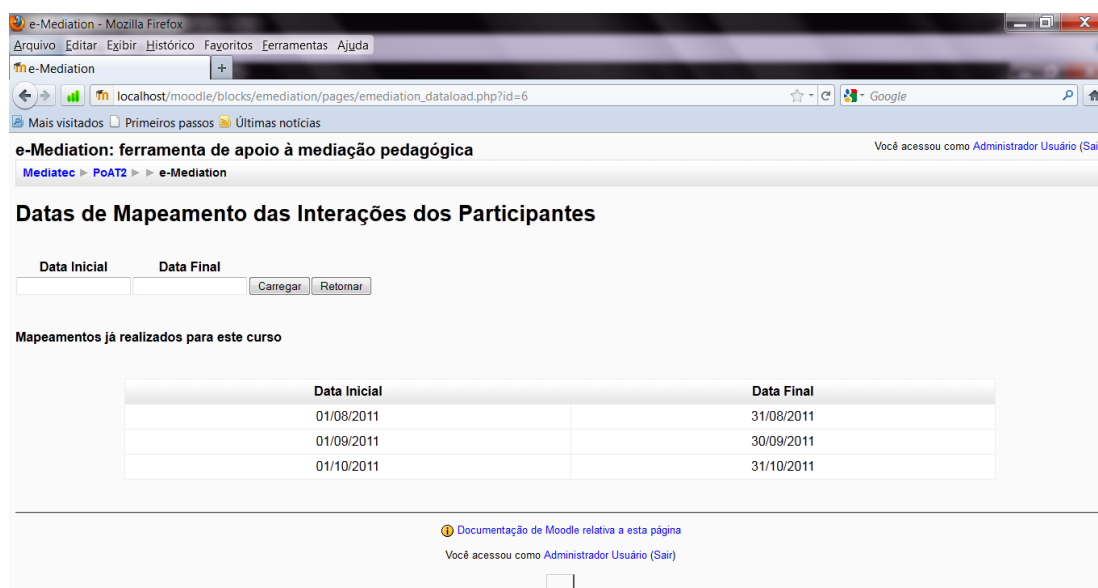 e-Mediation - Mozilla Firefox
Arquivo Editar Exibir Histórico Favoritos Ferramentas Ajuda
e-Mediation +
localhost/moodle/blocks/emediation/pages/emediation_dataload.php?id=6 Google
Mais visitados Primeiros passos Últimas notícias
e-Mediation: ferramenta de apoio à mediação pedagógica Você acessou como Administrador Usuário (Sai
Mediatec ► PoAT2 ► ► e-Mediation
Datas de Mapeamento das Interações dos Participantes
Data Inicial Data Final
Carregar Retornar
Mapeamentos já realizados para este curso
Data Inicial Data Final
01/08/2011 31/08/2011
01/09/2011 30/09/2011
01/10/2011 31/10/2011
Documentação de Moodle relativa a esta página
Você acessou como Administrador Usuário (Sair)